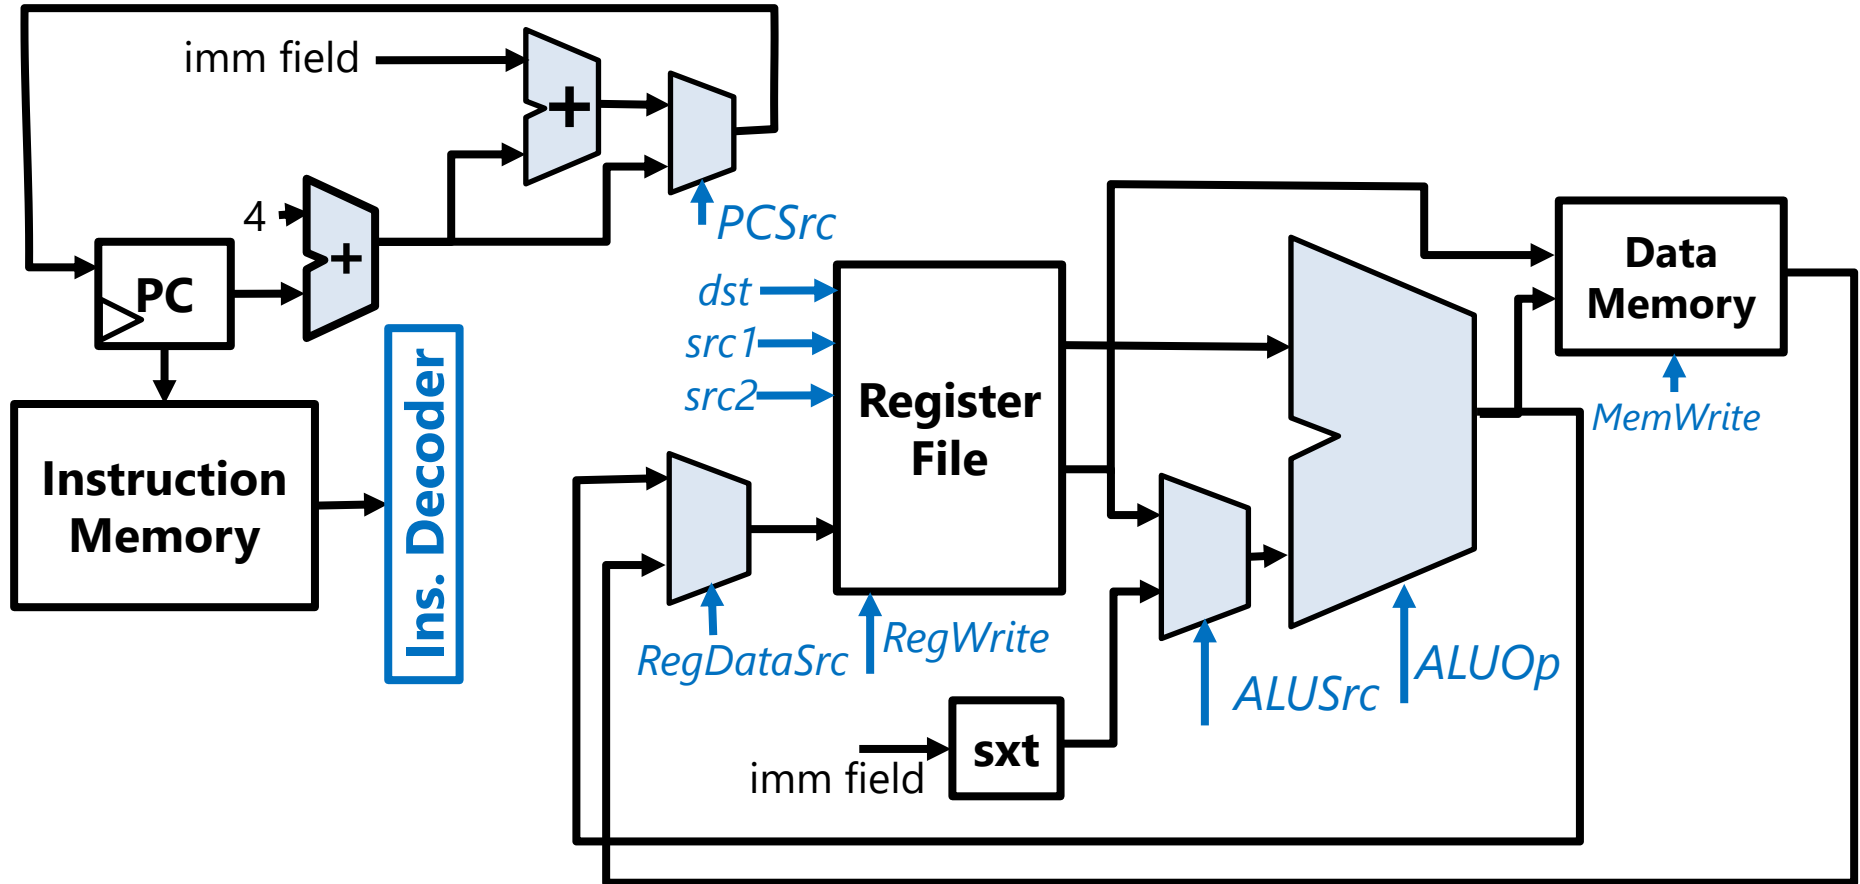 imm field
+
4
+
PCSrc
PC
dst
src1
src2
Register
File
Data
Memory
MemWrite
Instruction
Memory
Ins. Decoder
RegDataSrc
RegWrite
ALUSrc
ALUOp
sxt
imm field